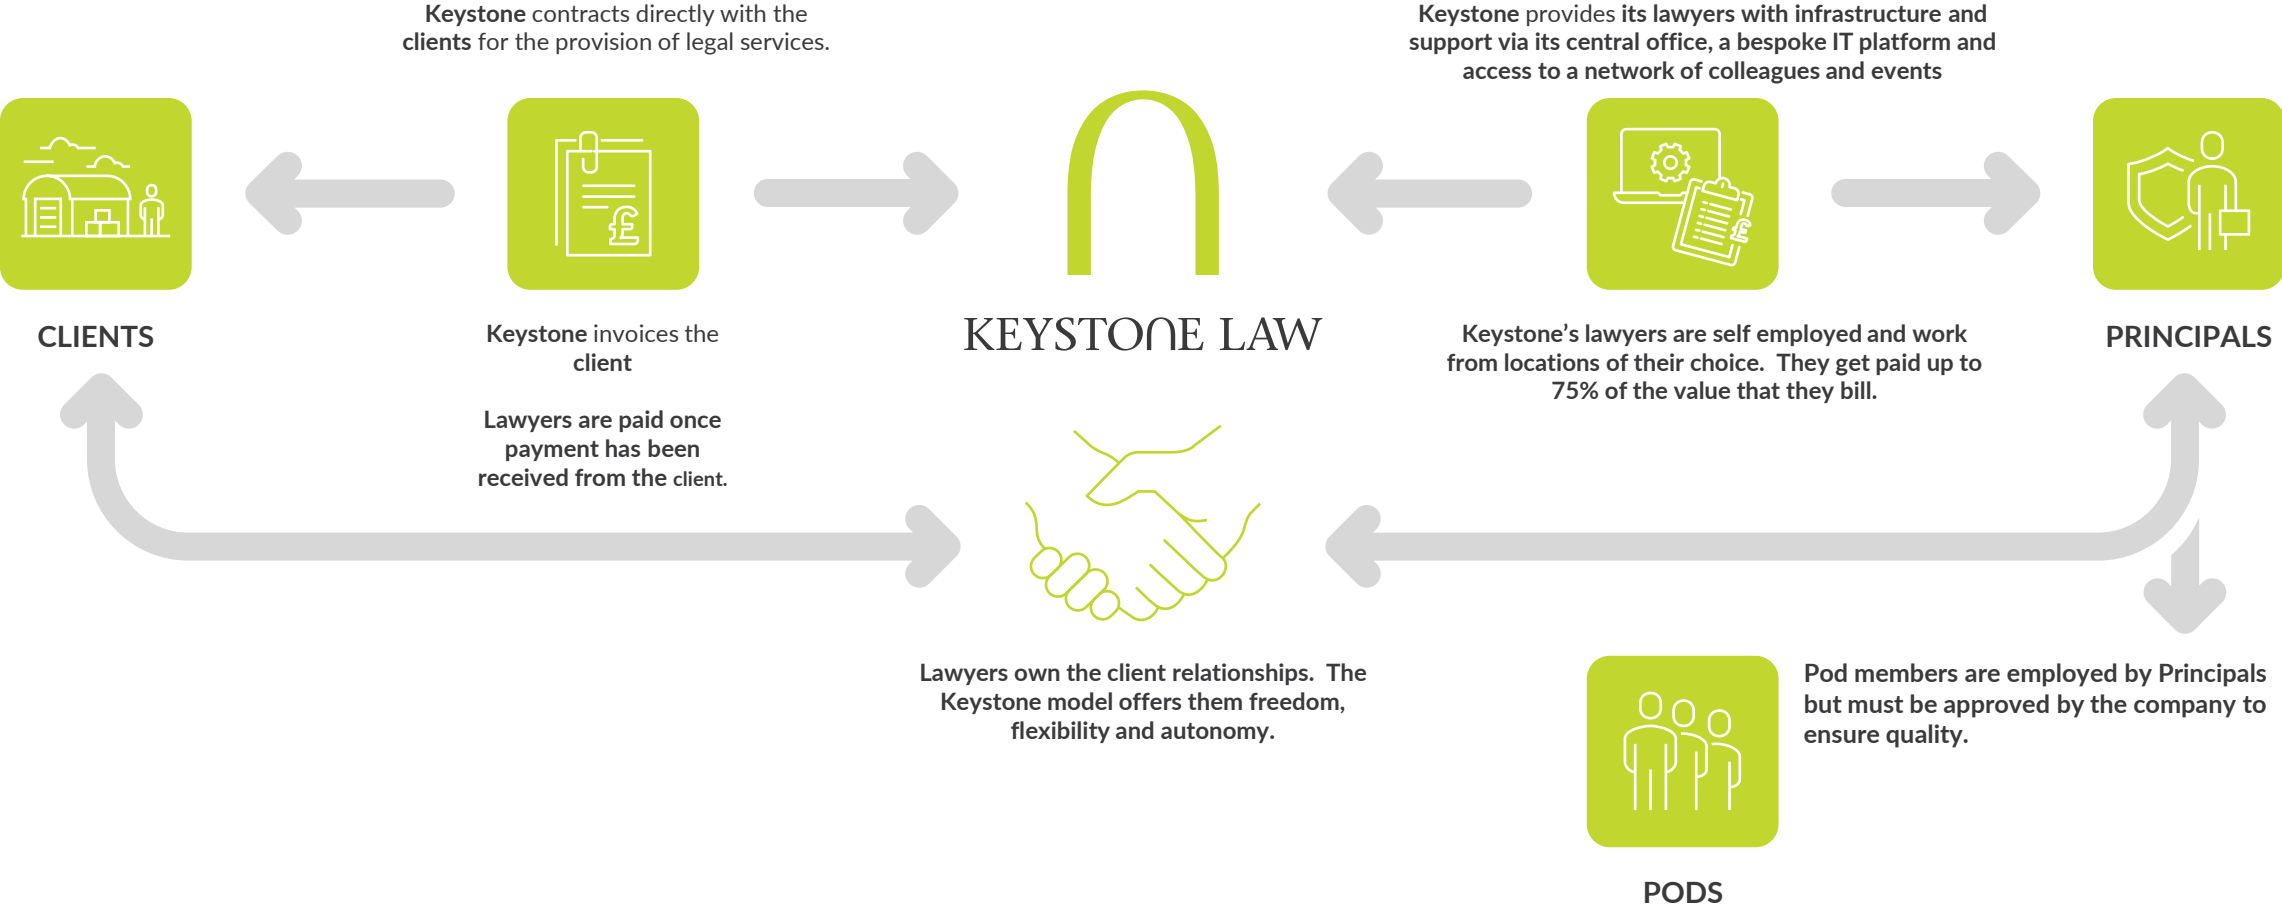 Keystone contracts directly with the
clients for the provision of legal services.
Keystone provides its lawyers with infrastructure and
support via its central office, a bespoke IT platform and
access to a network of colleagues and events
£
£
CLIENTS
Keystone invoices the
client
Lawyers are paid once
payment has been
received from the client.
KEYSTONE LAW
Keystone’s lawyers are self employed and work
from locations of their choice.  They get paid up to
75% of the value that they bill.
PRINCIPALS
Lawyers own the client relationships.  The
Keystone model offers them freedom,
flexibility and autonomy.
Pod members are employed by Principals
but must be approved by the company to
ensure quality.
PODS